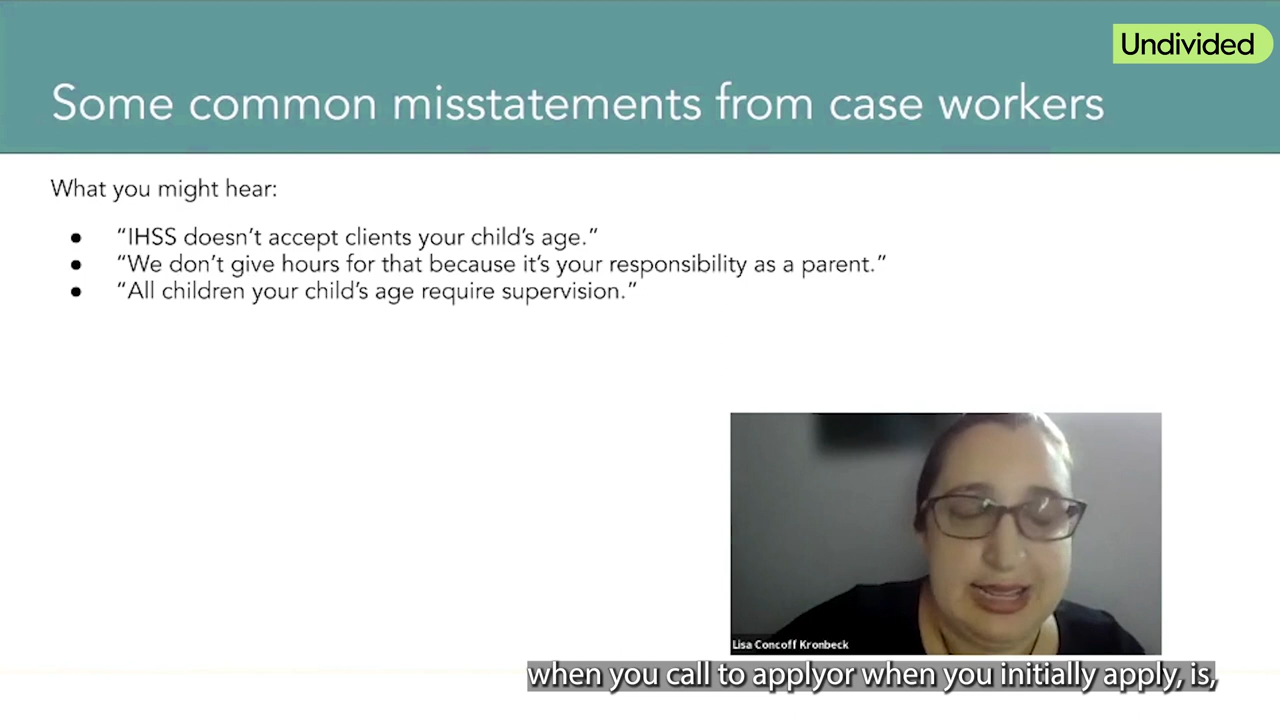 Undivided
Some common misstatements from case workers
What you might hear:
● “IHSS doesn’t accept clients your child’s age.”
● “We don’t give hours for that because it’s your responsibility as a parent.”
● “All children your child’s age require supervision.”
Lisa Concoff Kronbeck
when you call to applyor when you initially apply, is,